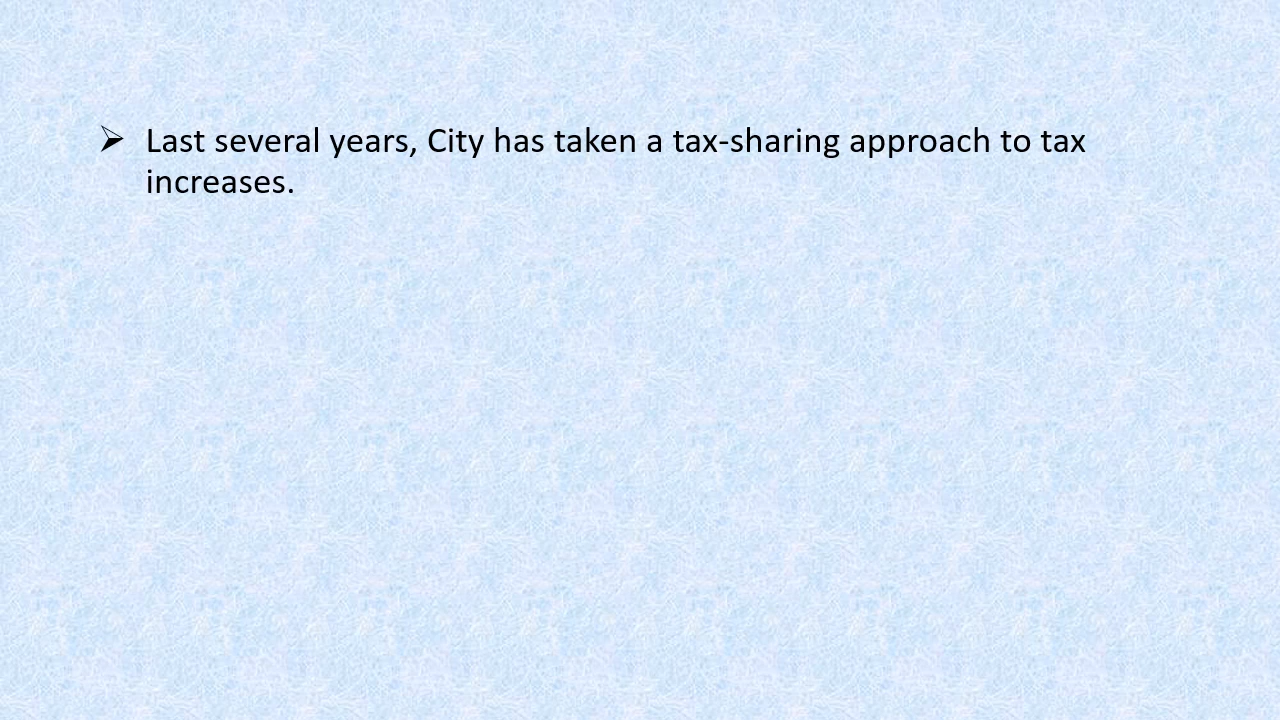 ➢ Last several years, City has taken a tax-sharing approach to tax
increases.